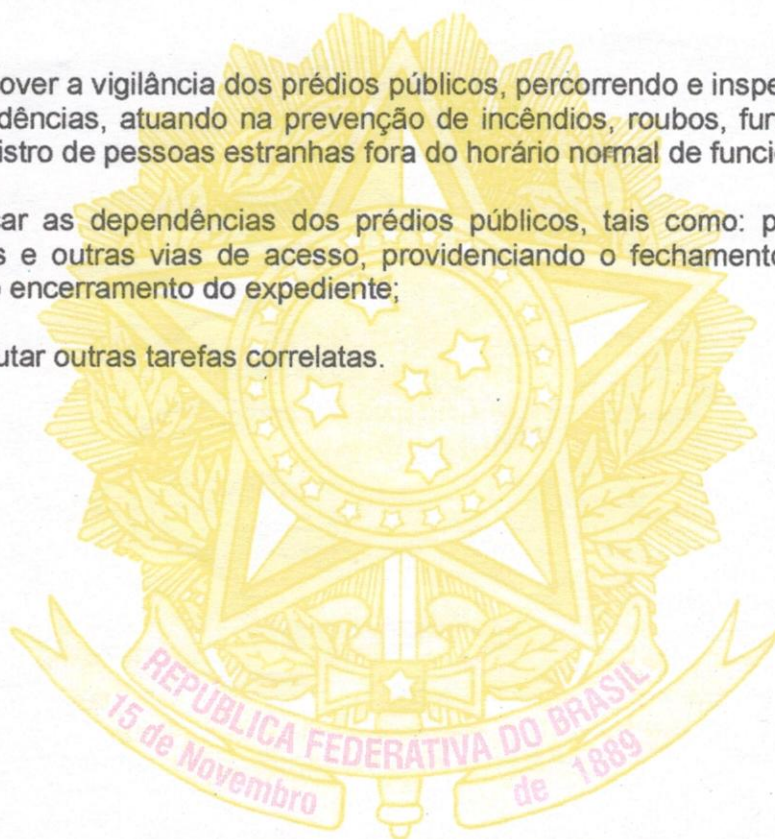 over a vigilância dos prédios públicos, percorrendo e inspe
dências, atuando na prevenção de incêndios, roubos, fur
istro de pessoas estranhas fora do horário normal de funci
ar as dependências dos prédios públicos, tais como: p
s e outras vias de acesso, providenciando o fechamento
encerramento do expediente;
utar outras tarefas correlatas.
REPUBLICA FEDERATIVA DO BRASIL
15 de Novembro de 1889